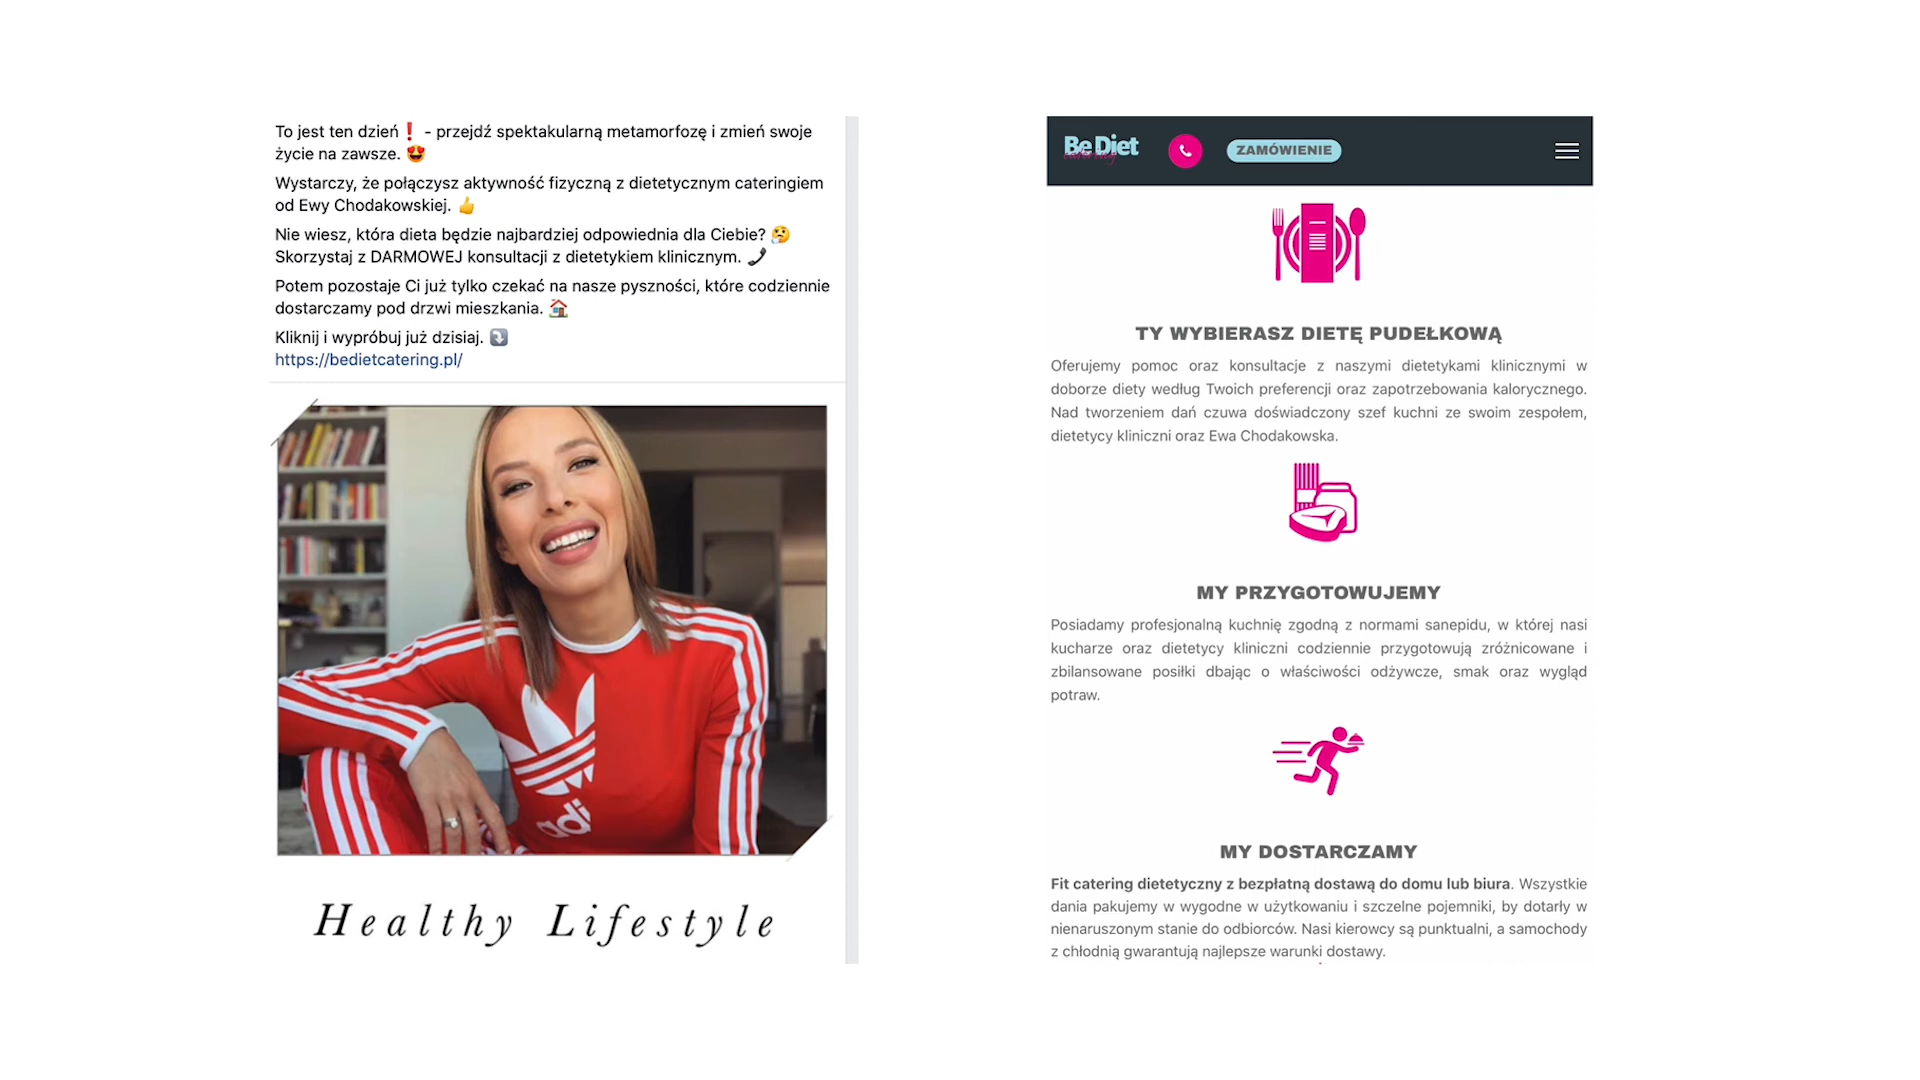 To jest ten dzień❗ - przejdź spektakularną metamorfozę i zmień swoje
życie na zawsze. 😍
Wystarczy, że połączysz aktywność fizyczną z dietetycznym cateringiem
od Ewy Chodakowskiej. 👍
Nie wiesz, która dieta będzie najbardziej odpowiednia dla Ciebie? 🤔
Skorzystaj z DARMOWEJ konsultacji z dietetykiem klinicznym. 📞
Potem pozostaje Ci już tylko czekać na nasze pyszności, które codziennie
dostarczamy pod drzwi mieszkania. 🏠
Kliknij i wypróbuj już dzisiaj. ⤵️
https://bedietcatering.pl/
adi
Healthy Lifestyle
Be Diet
catering
ZAMÓWIENIE
TY WYBIERASZ DIETĘ PUDEŁKOWĄ
Oferujemy pomoc oraz konsultacje z naszymi dietetykami klinicznymi w
doborze diety według Twoich preferencji oraz zapotrzebowania kalorycznego.
Nad tworzeniem dań czuwa doświadczony szef kuchni ze swoim zespołem,
dietetycy kliniczni oraz Ewa Chodakowska.
MY PRZYGOTOWUJEMY
Posiadamy profesjonalną kuchnię zgodną z normami sanepidu, w której nasi
kucharze oraz dietetycy kliniczni codziennie przygotowują zróżnicowane i
zbilansowane posiłki dbając o właściwości odżywcze, smak oraz wygląd
potraw.
MY DOSTARCZAMY
Fit catering dietetyczny z bezpłatną dostawą do domu lub biura. Wszystkie
dania pakujemy w wygodne w użytkowaniu i szczelne pojemniki, by dotarły w
nienaruszonym stanie do odbiorców. Nasi kierowcy są punktualni, a samochody
z chłodnią gwarantują najlepsze warunki dostawy.